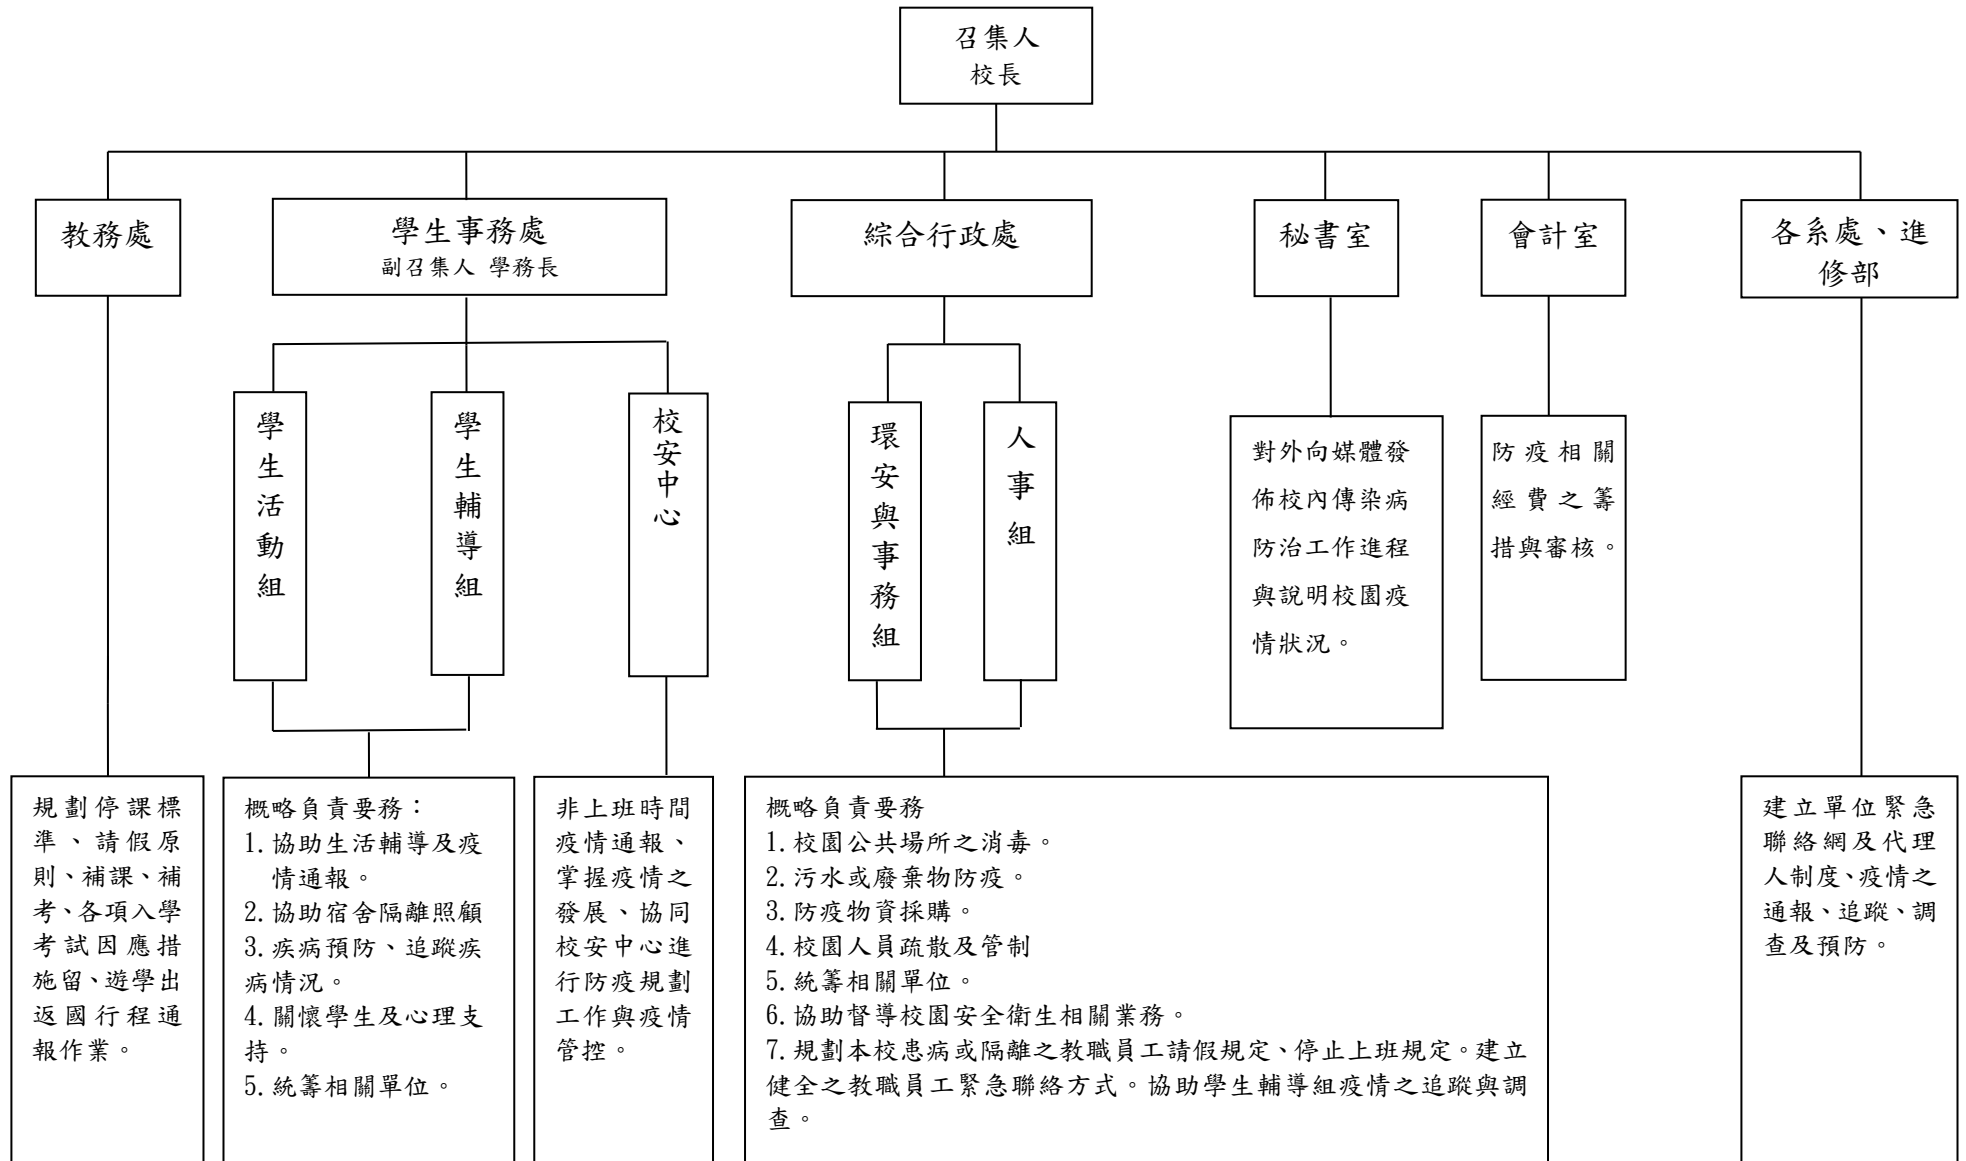 召集人
校長
教務處
學生事務處
副召集人 學務長
綜合行政處
秘書室
會計室
各系處、進
修部
學生活動組
學生輔導組
校安中心
環安與事務組
人事組
對外向媒體發
佈校內傳染病
防治工作進程
與說明校園疫
情狀況。
防疫相關
經費之籌
措與審核。
規劃停課標
準、請假原
則、補課、補
考、各項入學
考試因應措
施留、遊學出
返國行程通
報作業。
概略負責要務：
1.協助生活輔導及疫
情通報。
2.協助宿舍隔離照顧
3.疾病預防、追蹤疾
病情況。
4.關懷學生及心理支
持。
5.統籌相關單位。
非上班時間
疫情通報、
掌握疫情之
發展、協同
校安中心進
行防疫規劃
工作與疫情
管控。
概略負責要務
1.校園公共場所之消毒。
2.污水或廢棄物防疫。
3.防疫物資採購。
4.校園人員疏散及管制
5.統籌相關單位。
6.協助督導校園安全衛生相關業務。
7.規劃本校患病或隔離之教職員工請假規定、停止上班規定。建立
健全之教職員工緊急聯絡方式。協助學生輔導組疫情之追蹤與調
查。
建立單位緊急
聯絡網及代理
人制度、疫情之
通報、追蹤、調
查及預防。